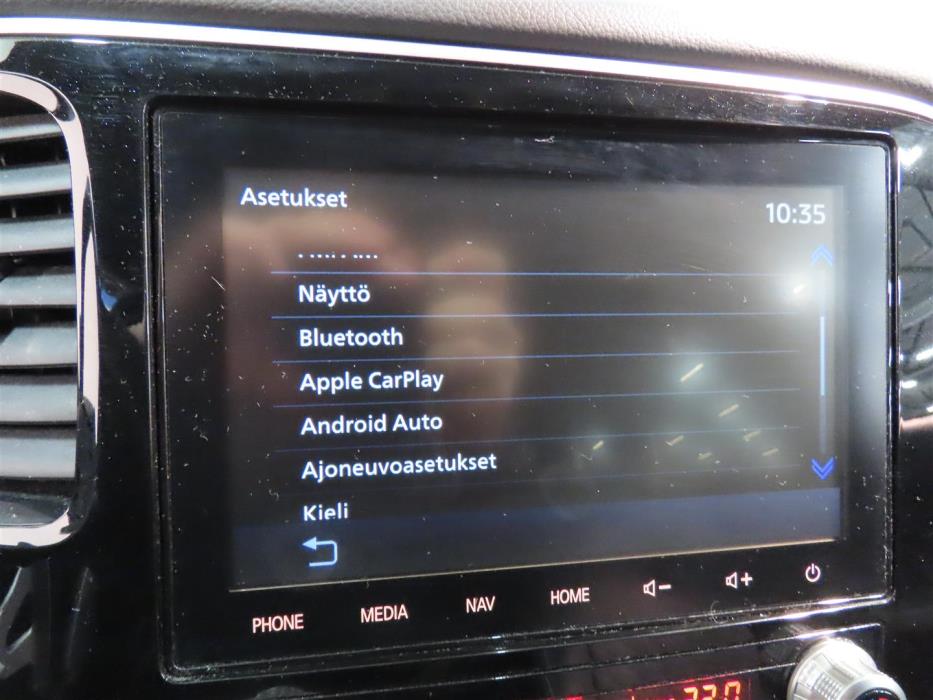 Asetukset
10:35
Näyttö
Bluetooth
Apple CarPlay
Android Auto
Ajoneuvoasetukset
Kieli
PHONE MEDIA NAV HOME